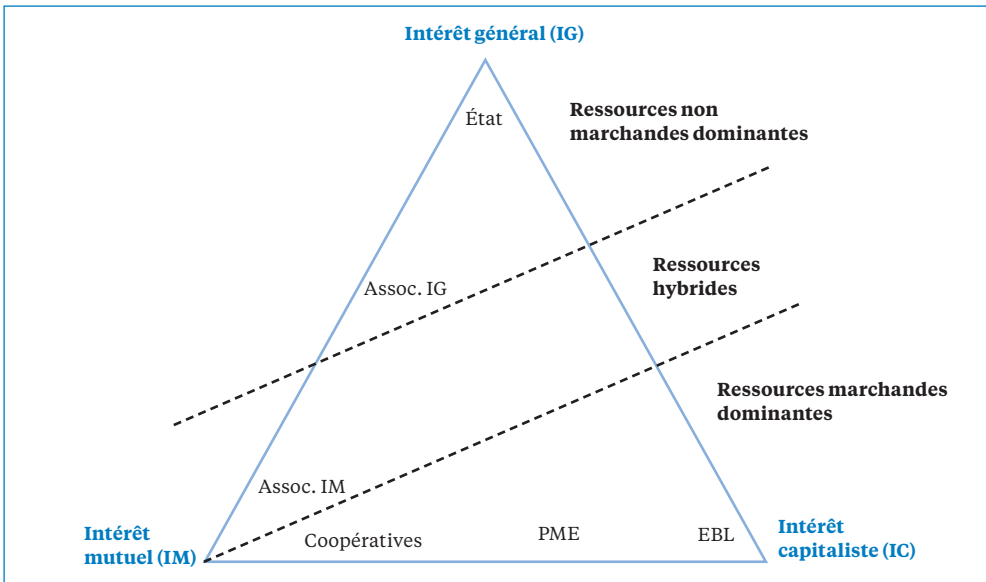 Intérêt général (IG)
État
Ressources non
marchandes dominantes
Assoc. IG
Ressources
hybrides
Ressources marchandes
dominantes
Assoc. IM
Intérêt
mutuel (IM)
Coopératives
PME
EBL
Intérêt
capitaliste (IC)